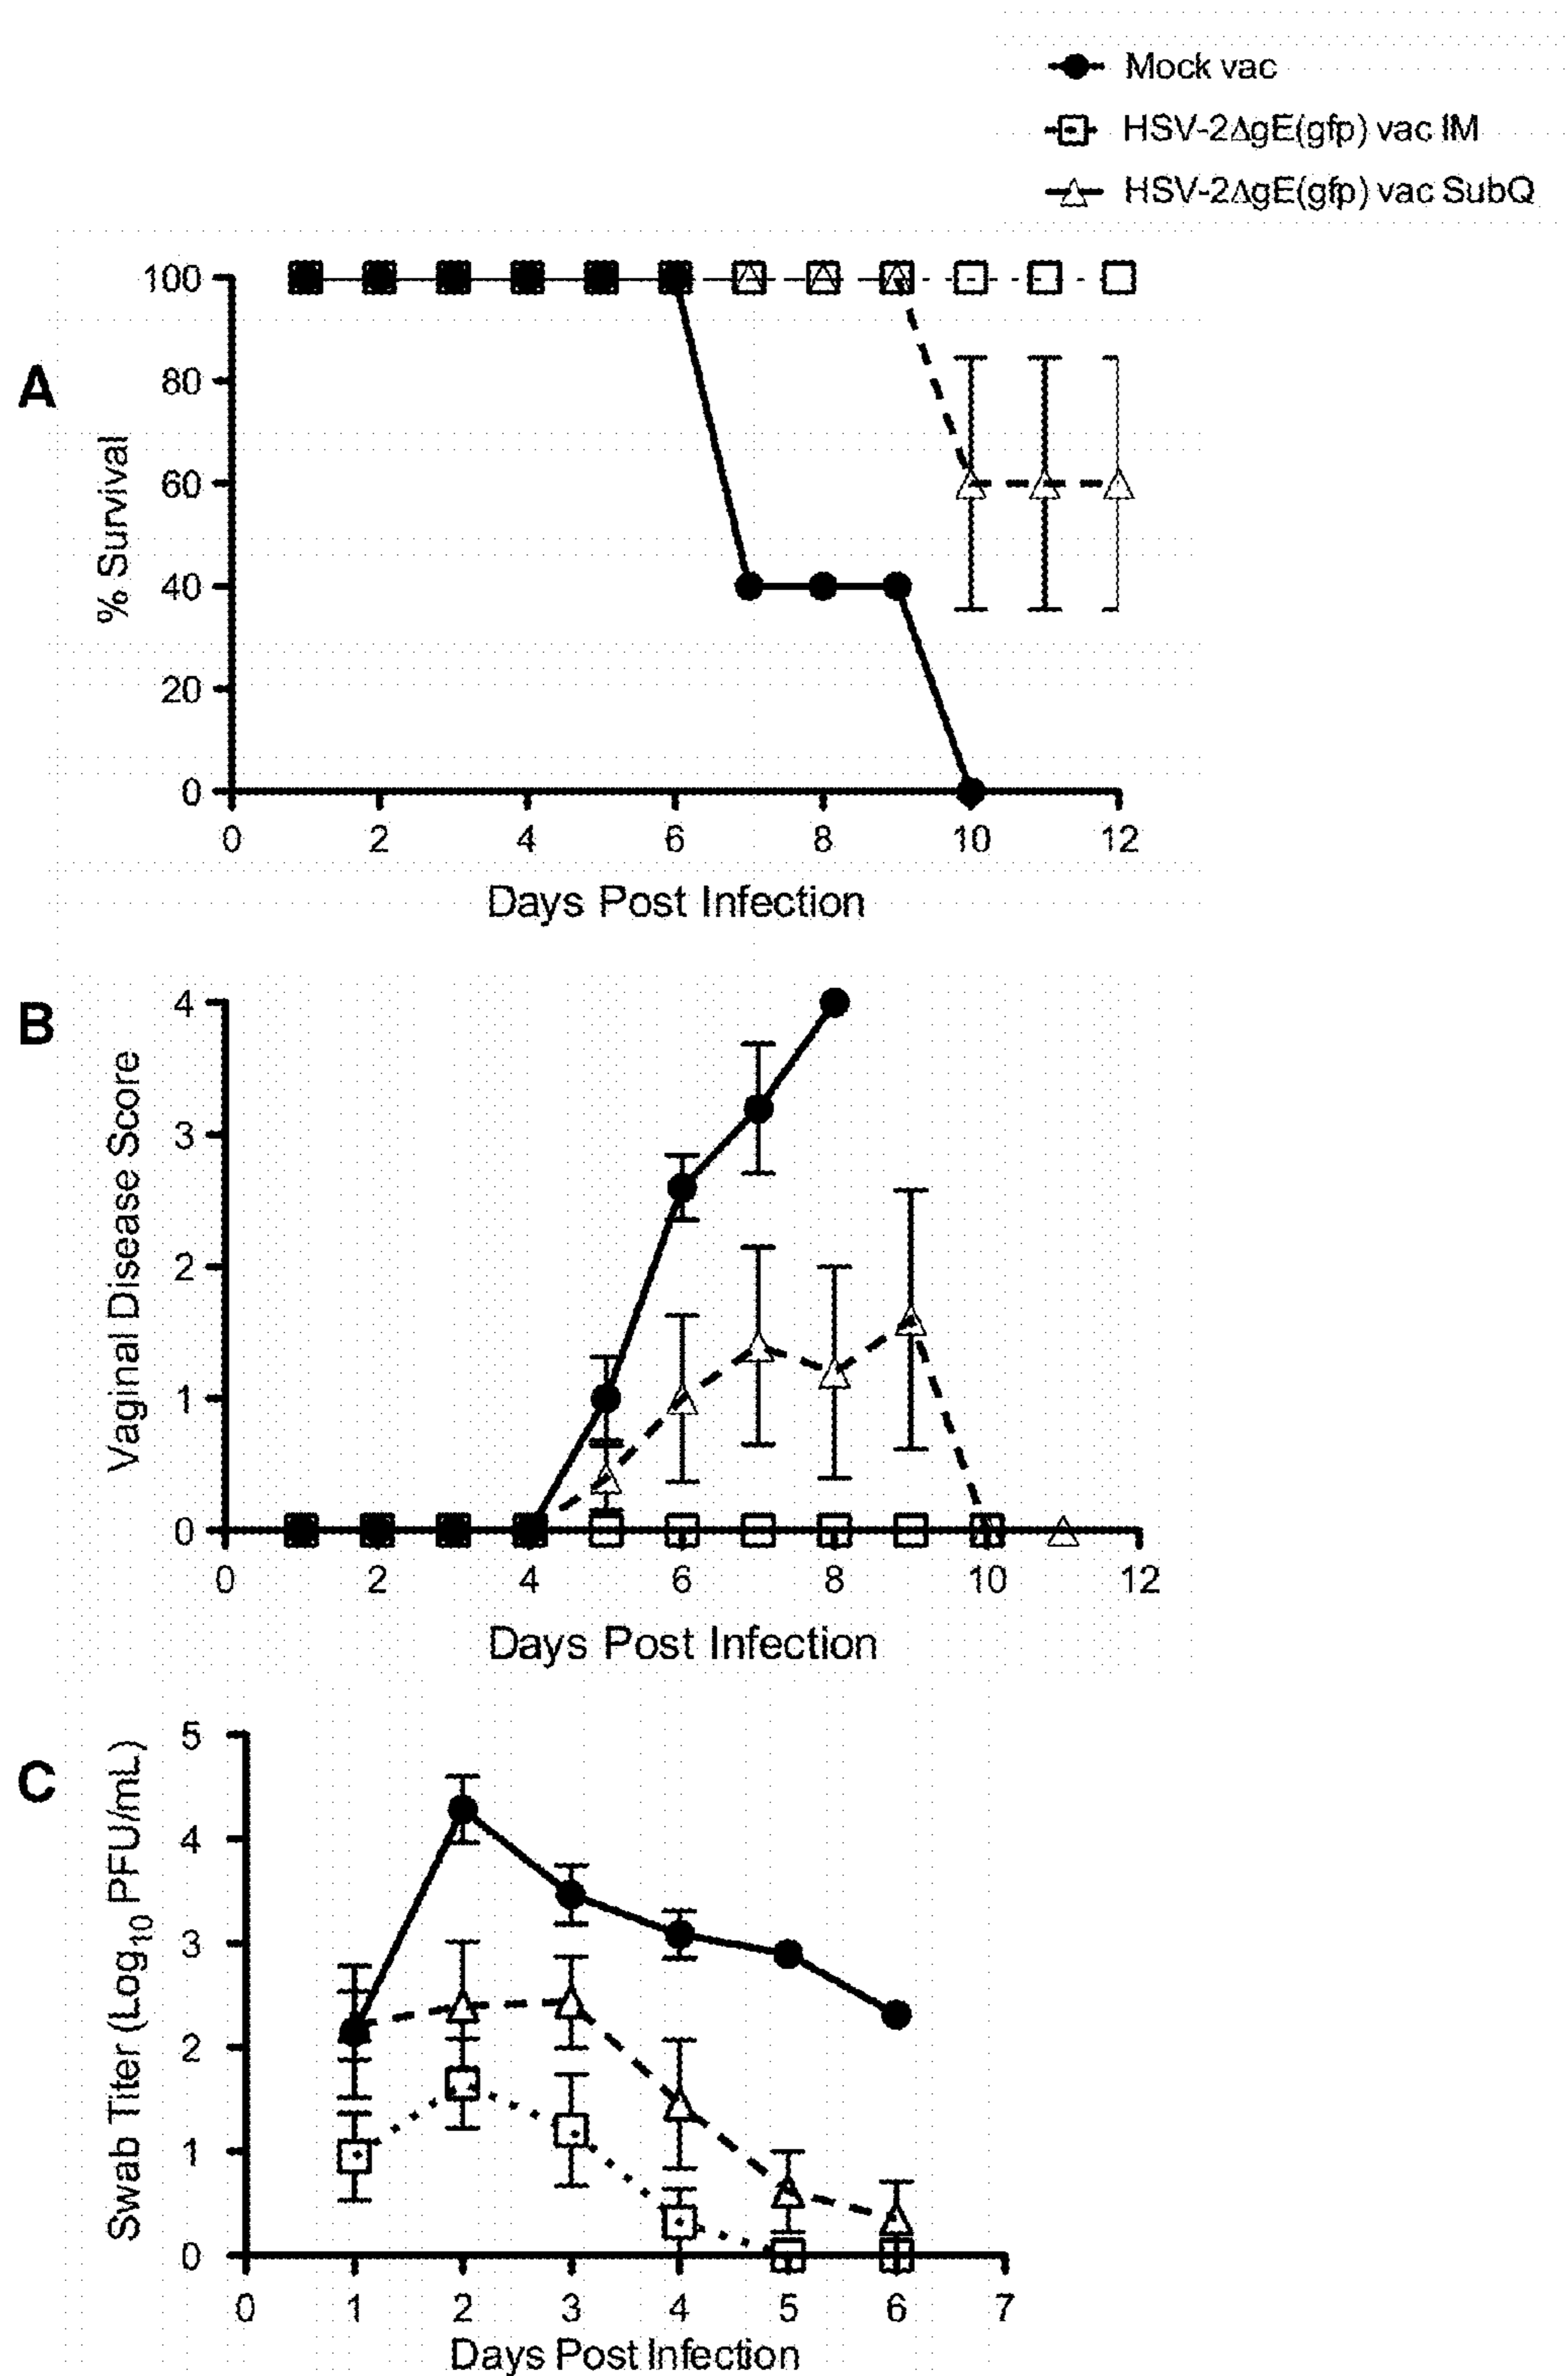 Mock vac
HSV-2ΔgE(gfp) vac IM
HSV-2ΔgE(gfp) vac SubQ
A
% Survival
100
80
60
40
20
0
0 2 4 6 8 10 12
Days Post Infection
B
Vaginal Disease Score
4
3
2
1
0
0 2 4 6 8 10 12
Days Post Infection
C
Swab Titer (Log10 PFU/mL)
5
4
3
2
1
0
0 1 2 3 4 5 6 7
Days Post Infection